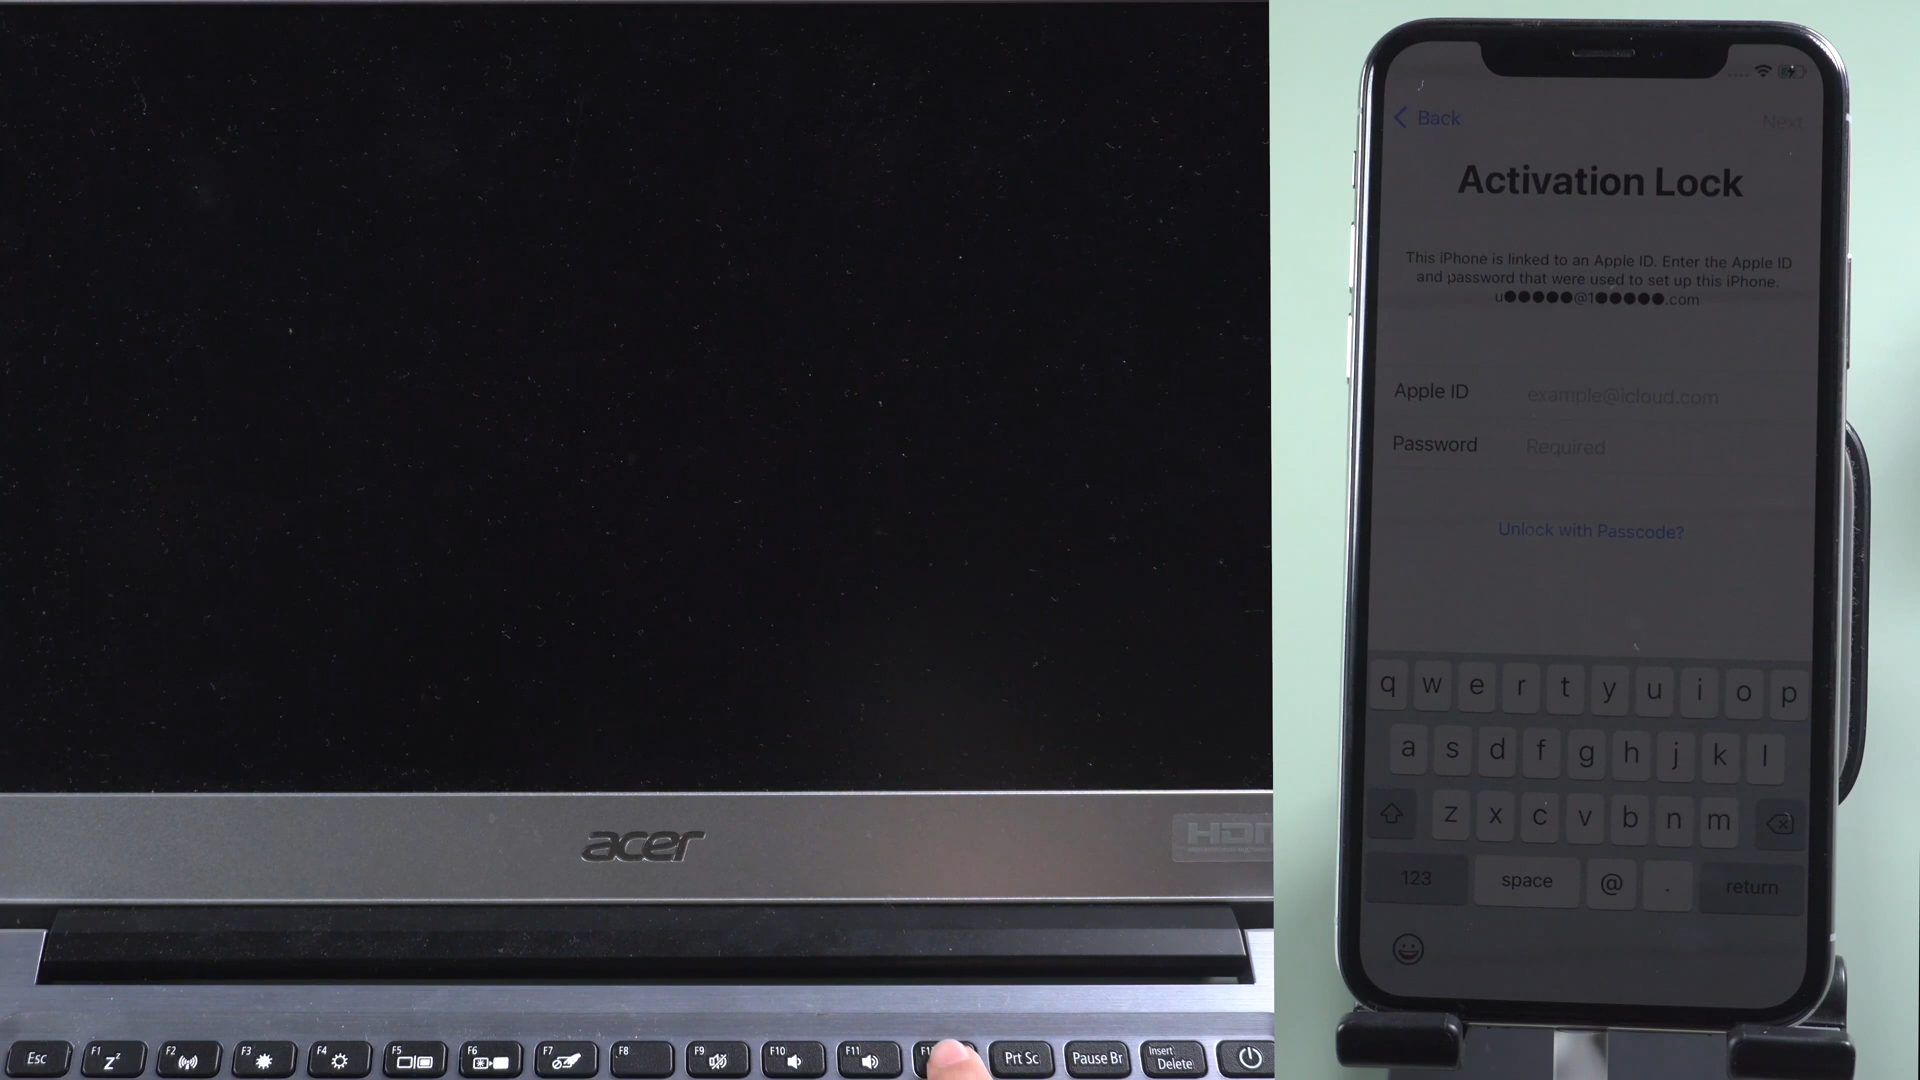 acer
HDMI
Esc
F1
F2
F3
F4
F5
F6
F7
F8
F9
F10
F11
Prt Sc
Pause Br
Insert
Delete
Back
Next
Activation Lock
This iPhone is linked to an Apple ID. Enter the Apple ID
and password that were used to set up this iPhone.
u●●●●●@1●●●●●.com
Apple ID example@icloud.com
Password Required
Unlock with Passcode?
q w e r t y u i o p
a s d f g h j k l
z x c v b n m
123 space @ . return